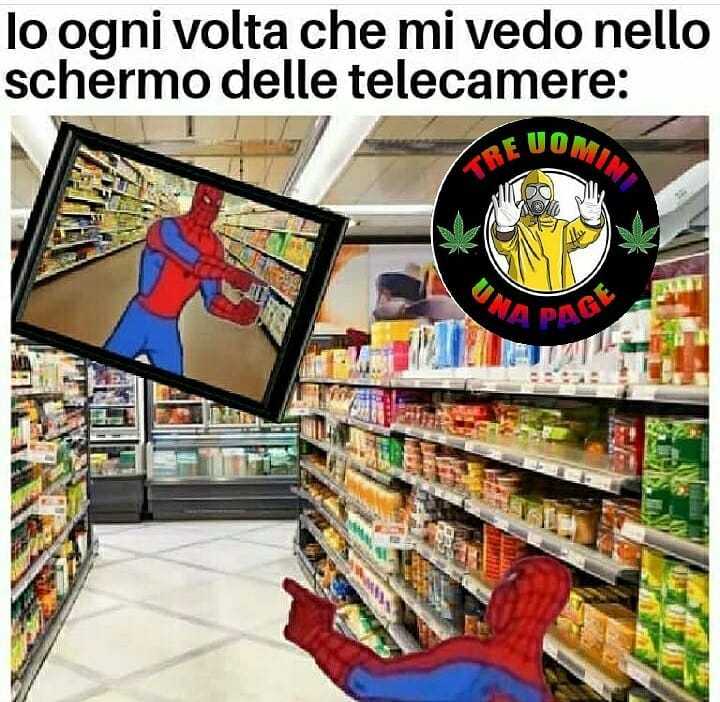 Io ogni volta che mi vedo nello
schermo delle telecamere:
TRE UOMINI
UNA PAGE